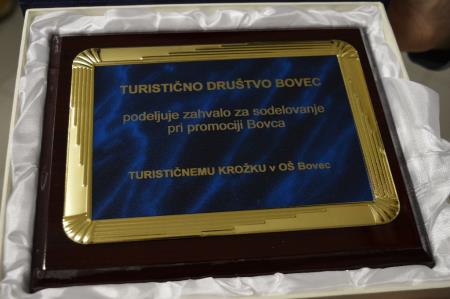 TURISTIČNO DRUŠTVO BOVEC
podeljuje zahvalo za sodelovanje
pri promociji Bovca
TURISTIČNEMU KROŽKU v OŠ Bovec